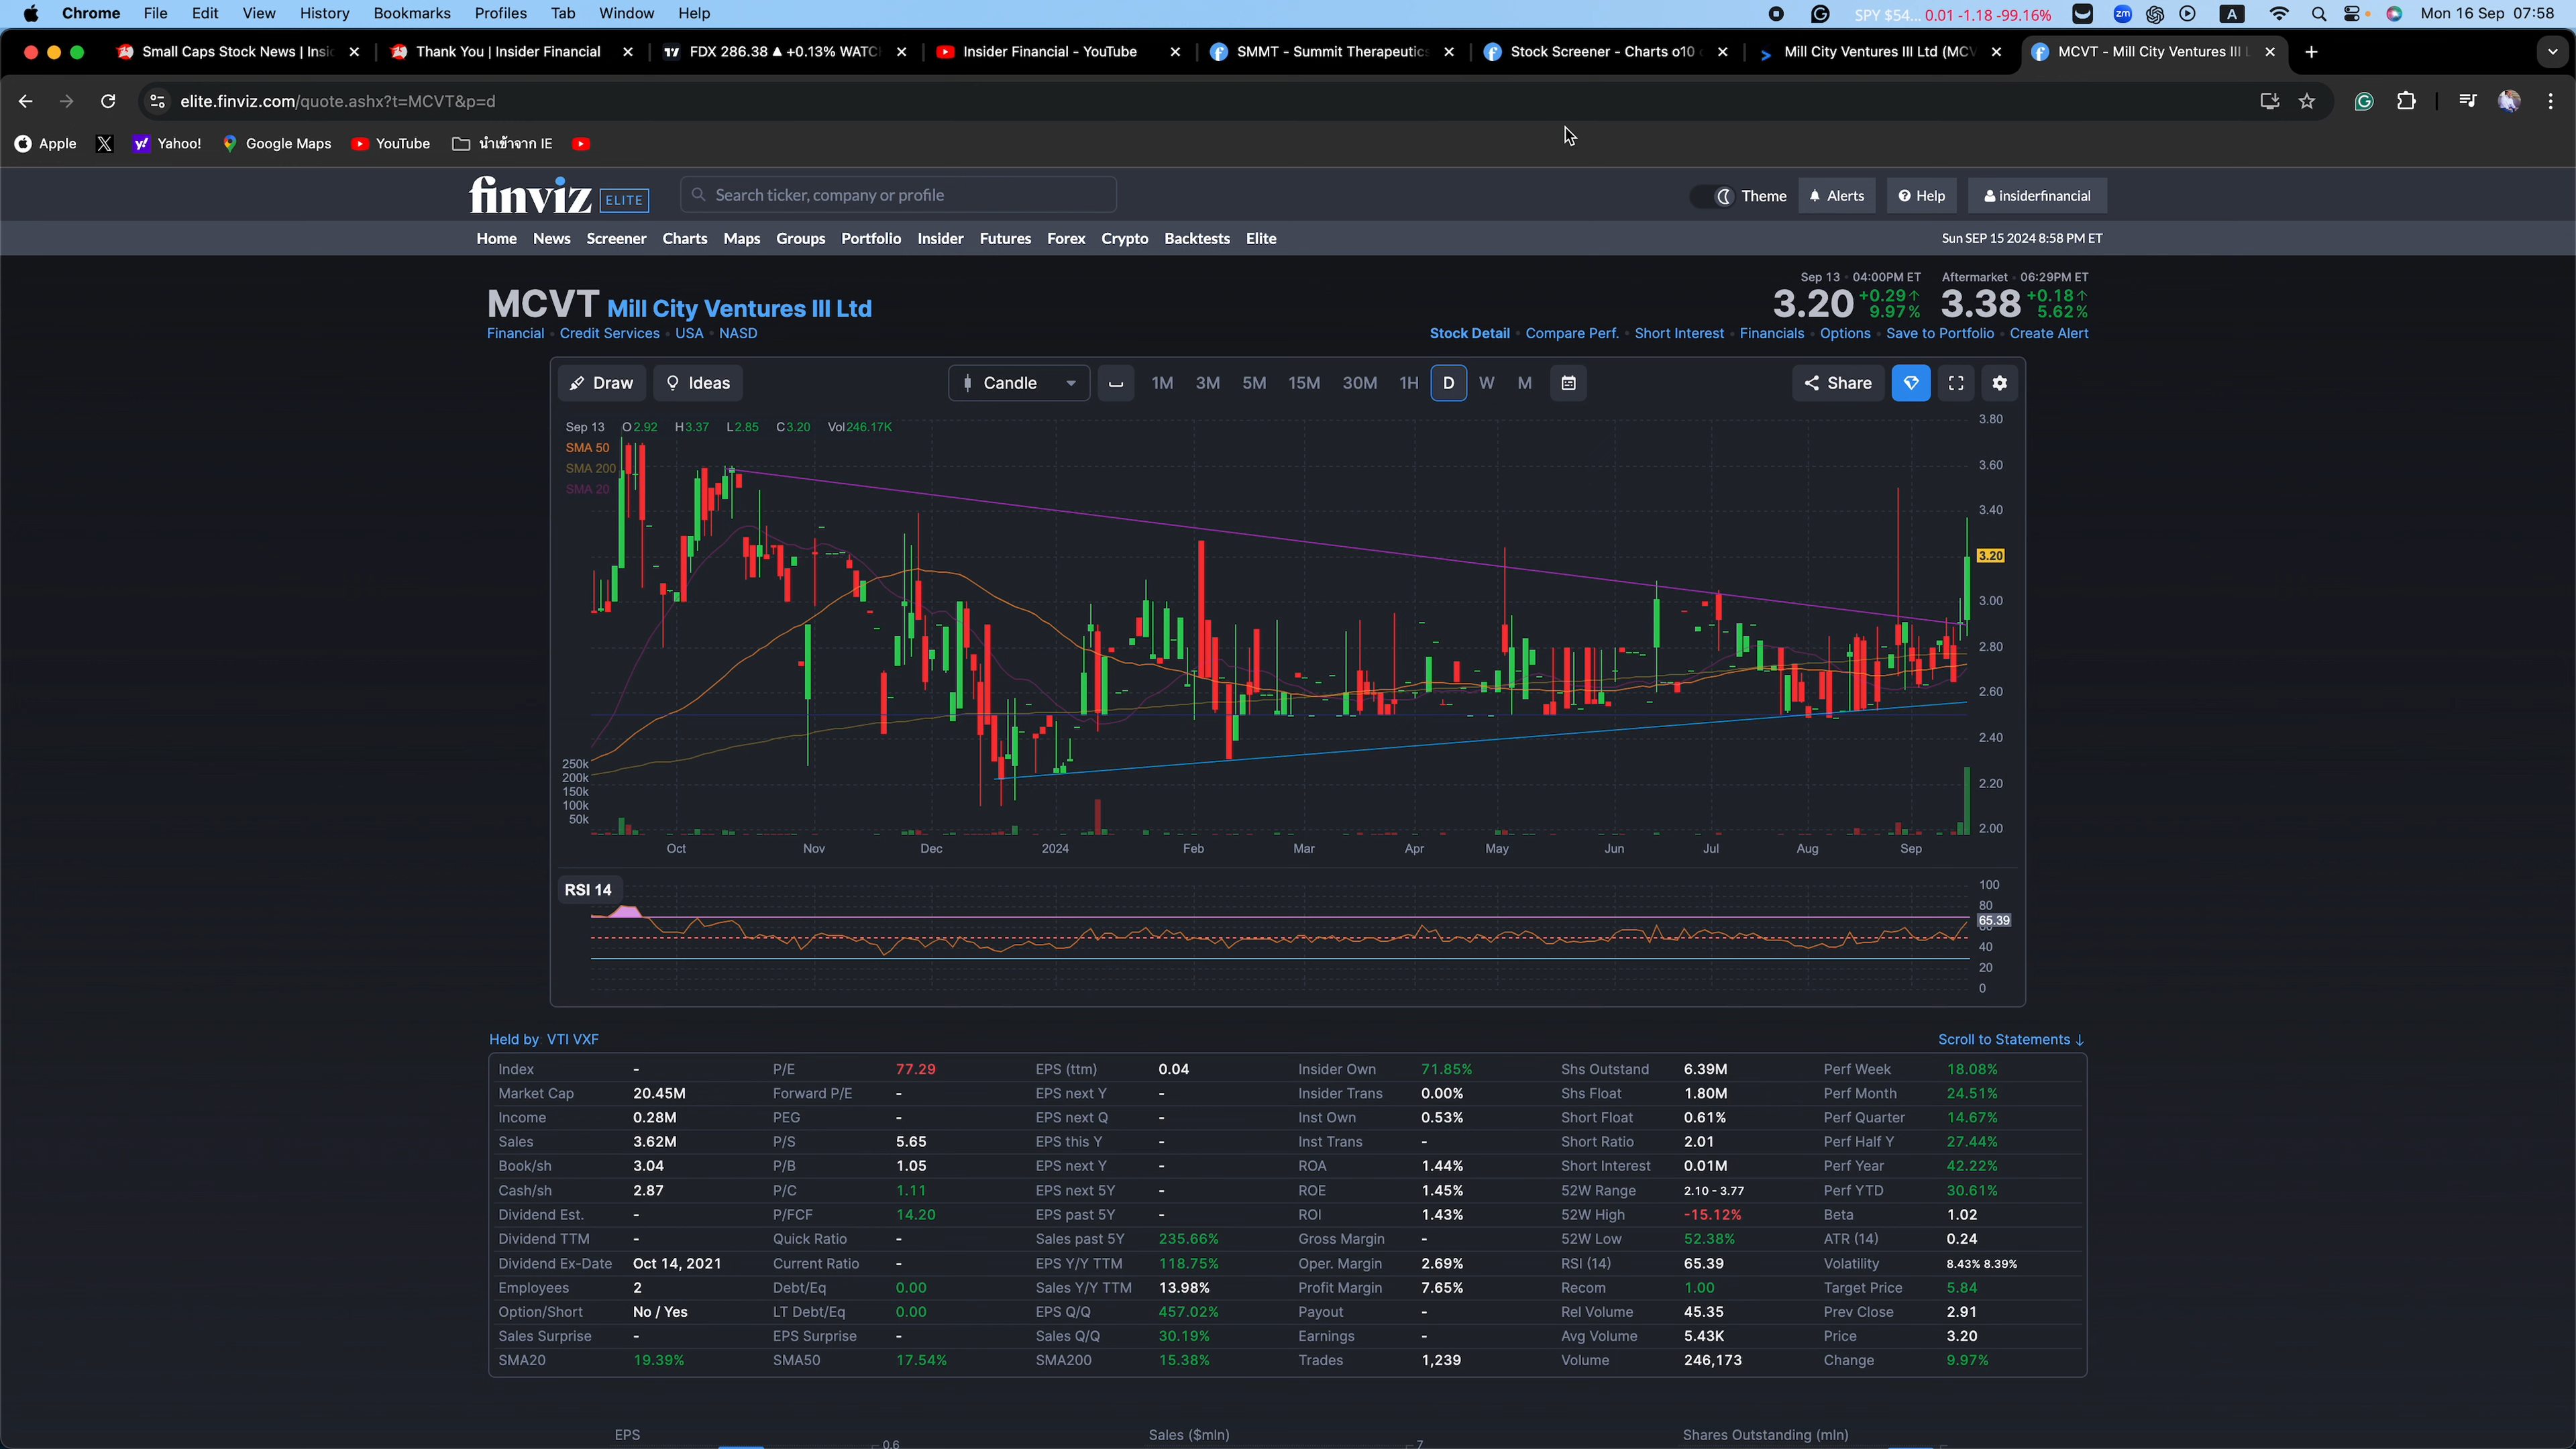 Chrome File Edit View History Bookmarks Profiles Tab Window Help SPY $54... 0.01 -1.18 -99.16% zm A Mon 16 Sep 07:58
Small Caps Stock News | Insi Thank You | Insider Financial FDX 286.38 ▲ +0.13% WATC Insider Financial - YouTube SMMT - Summit Therapeutics Stock Screener - Charts o10 Mill City Ventures III Ltd (MCV MCVT - Mill City Ventures III L
elite.finviz.com/quote.ashx?t=MCVT&p=d
Apple Yahoo! Google Maps YouTube นำเข้าจาก IE
finviz ELITE Search ticker, company or profile Theme Alerts Help insiderfinancial
Home News Screener Charts Maps Groups Portfolio Insider Futures Forex Crypto Backtests Elite Sun SEP 15 2024 8:58 PM ET
Sep 13 · 04:00PM ET Aftermarket · 06:29PM ET
MCVT Mill City Ventures III Ltd 3.20 +0.29↑ 9.97% 3.38 +0.18↑ 5.62%
Financial · Credit Services · USA · NASD Stock Detail · Compare Perf. · Short Interest · Financials · Options · Save to Portfolio · Create Alert
Draw Ideas Candle 1M 3M 5M 15M 30M 1H D W M Share
Sep 13 O2.92 H3.37 L2.85 C3.20 Vol246.17K
SMA 50
SMA 200
SMA 20
3.80
3.60
3.40
3.20
3.00
2.80
2.60
2.40
2.20
2.00
250k
200k
150k
100k
50k
Oct Nov Dec 2024 Feb Mar Apr May Jun Jul Aug Sep
RSI 14
100
80
65.39
60
40
20
0
Held by VTI VXF Scroll to Statements ↓
Index - P/E 77.29 EPS (ttm) 0.04 Insider Own 71.85% Shs Outstand 6.39M Perf Week 18.08%
Market Cap 20.45M Forward P/E - EPS next Y - Insider Trans 0.00% Shs Float 1.80M Perf Month 24.51%
Income 0.28M PEG - EPS next Q - Inst Own 0.53% Short Float 0.61% Perf Quarter 14.67%
Sales 3.62M P/S 5.65 EPS this Y - Inst Trans - Short Ratio 2.01 Perf Half Y 27.44%
Book/sh 3.04 P/B 1.05 EPS next Y - ROA 1.44% Short Interest 0.01M Perf Year 42.22%
Cash/sh 2.87 P/C 1.11 EPS next 5Y - ROE 1.45% 52W Range 2.10 - 3.77 Perf YTD 30.61%
Dividend Est. - P/FCF 14.20 EPS past 5Y - ROI 1.43% 52W High -15.12% Beta 1.02
Dividend TTM - Quick Ratio - Sales past 5Y 235.66% Gross Margin - 52W Low 52.38% ATR (14) 0.24
Dividend Ex-Date Oct 14, 2021 Current Ratio - EPS Y/Y TTM 118.75% Oper. Margin 2.69% RSI (14) 65.39 Volatility 8.43% 8.39%
Employees 2 Debt/Eq 0.00 Sales Y/Y TTM 13.98% Profit Margin 7.65% Recom 1.00 Target Price 5.84
Option/Short No / Yes LT Debt/Eq 0.00 EPS Q/Q 457.02% Payout - Rel Volume 45.35 Prev Close 2.91
Sales Surprise - EPS Surprise - Sales Q/Q 30.19% Earnings - Avg Volume 5.43K Price 3.20
SMA20 19.39% SMA50 17.54% SMA200 15.38% Trades 1,239 Volume 246,173 Change 9.97%
EPS Sales ($mln) Shares Outstanding (mln)
0.6 7